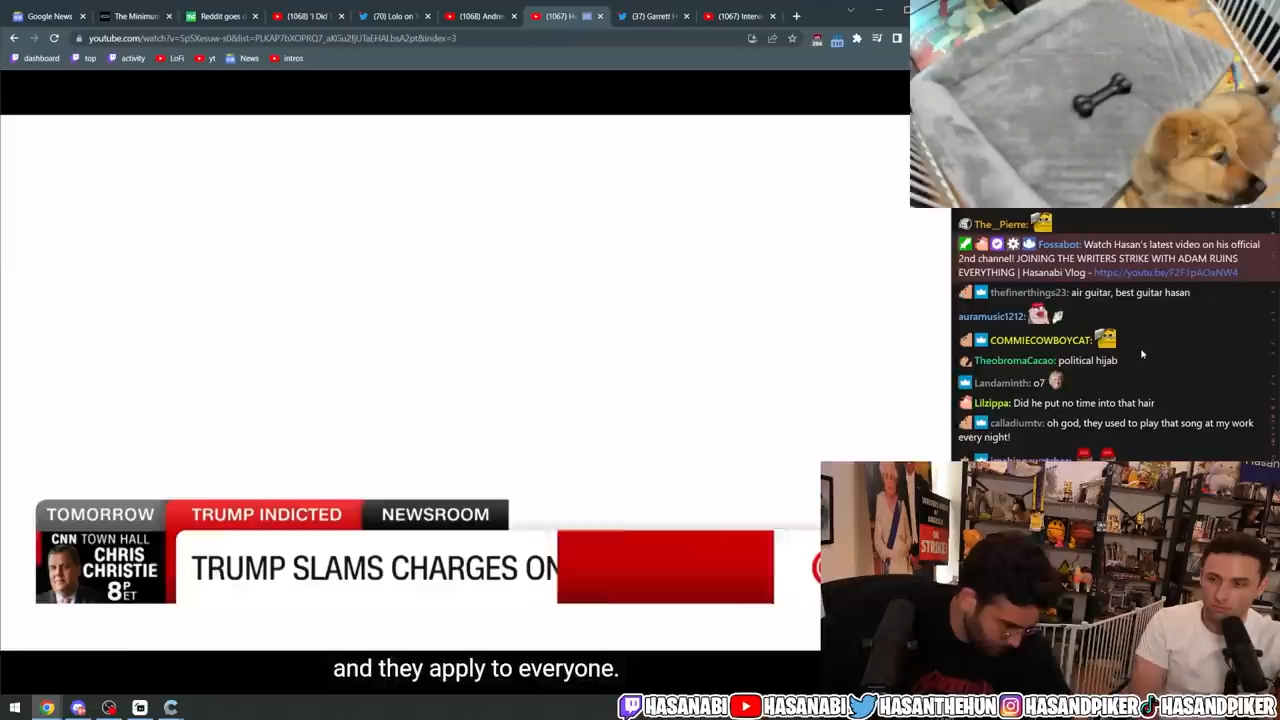 Google News
The Minimum
Reddit goes
(1068) 'I Did
(70) Lolo on T
(1068) Andre
(1067) H
(37) Garrett H
(1067) Interv
youtube.com/watch?v=SpSXesuw-s0&list=PLKAP7bXOPRQ7_aKGu2fjUTaEHALbsA2pt&index=3
dashboard
top
activity
LoFi
yt
News
intros
The__Pierre:
Fossabot: Watch Hasan's latest video on his official
2nd channel! JOINING THE WRITERS STRIKE WITH ADAM RUINS
EVERYTHING | Hasanabi Vlog - https://youtu.be/F2F1pAOaNW4
thefinerthings23: air guitar, best guitar hasan
auramusic1212:
COMMIECOWBOYCAT:
TheobromaCacao: political hijab
Landaminth: o7
Lilzippa: Did he put no time into that hair
calladiumtv: oh god, they used to play that song at my work
every night!
ON
STRIKE!
TOMORROW
TRUMP INDICTED
NEWSROOM
CNN TOWN HALL
CHRIS
CHRISTIE
8P
ET
TRUMP SLAMS CHARGES ON
and they apply to everyone.
HASANABI
HASANABI
HASANTHEHUN
HASANDPIKER
HASANDPIKER